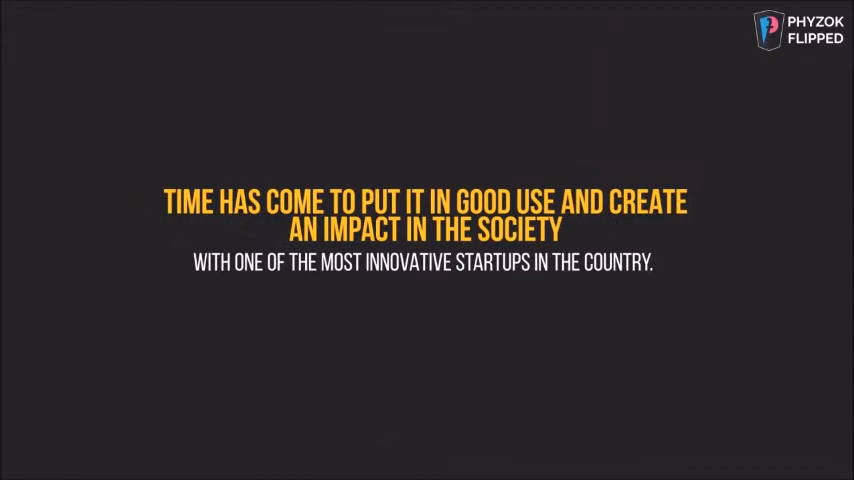 PHYZOK
FLIPPED
TIME HAS COME TO PUT IT IN GOOD USE AND CREATE
AN IMPACT IN THE SOCIETY
WITH ONE OF THE MOST INNOVATIVE STARTUPS IN THE COUNTRY.